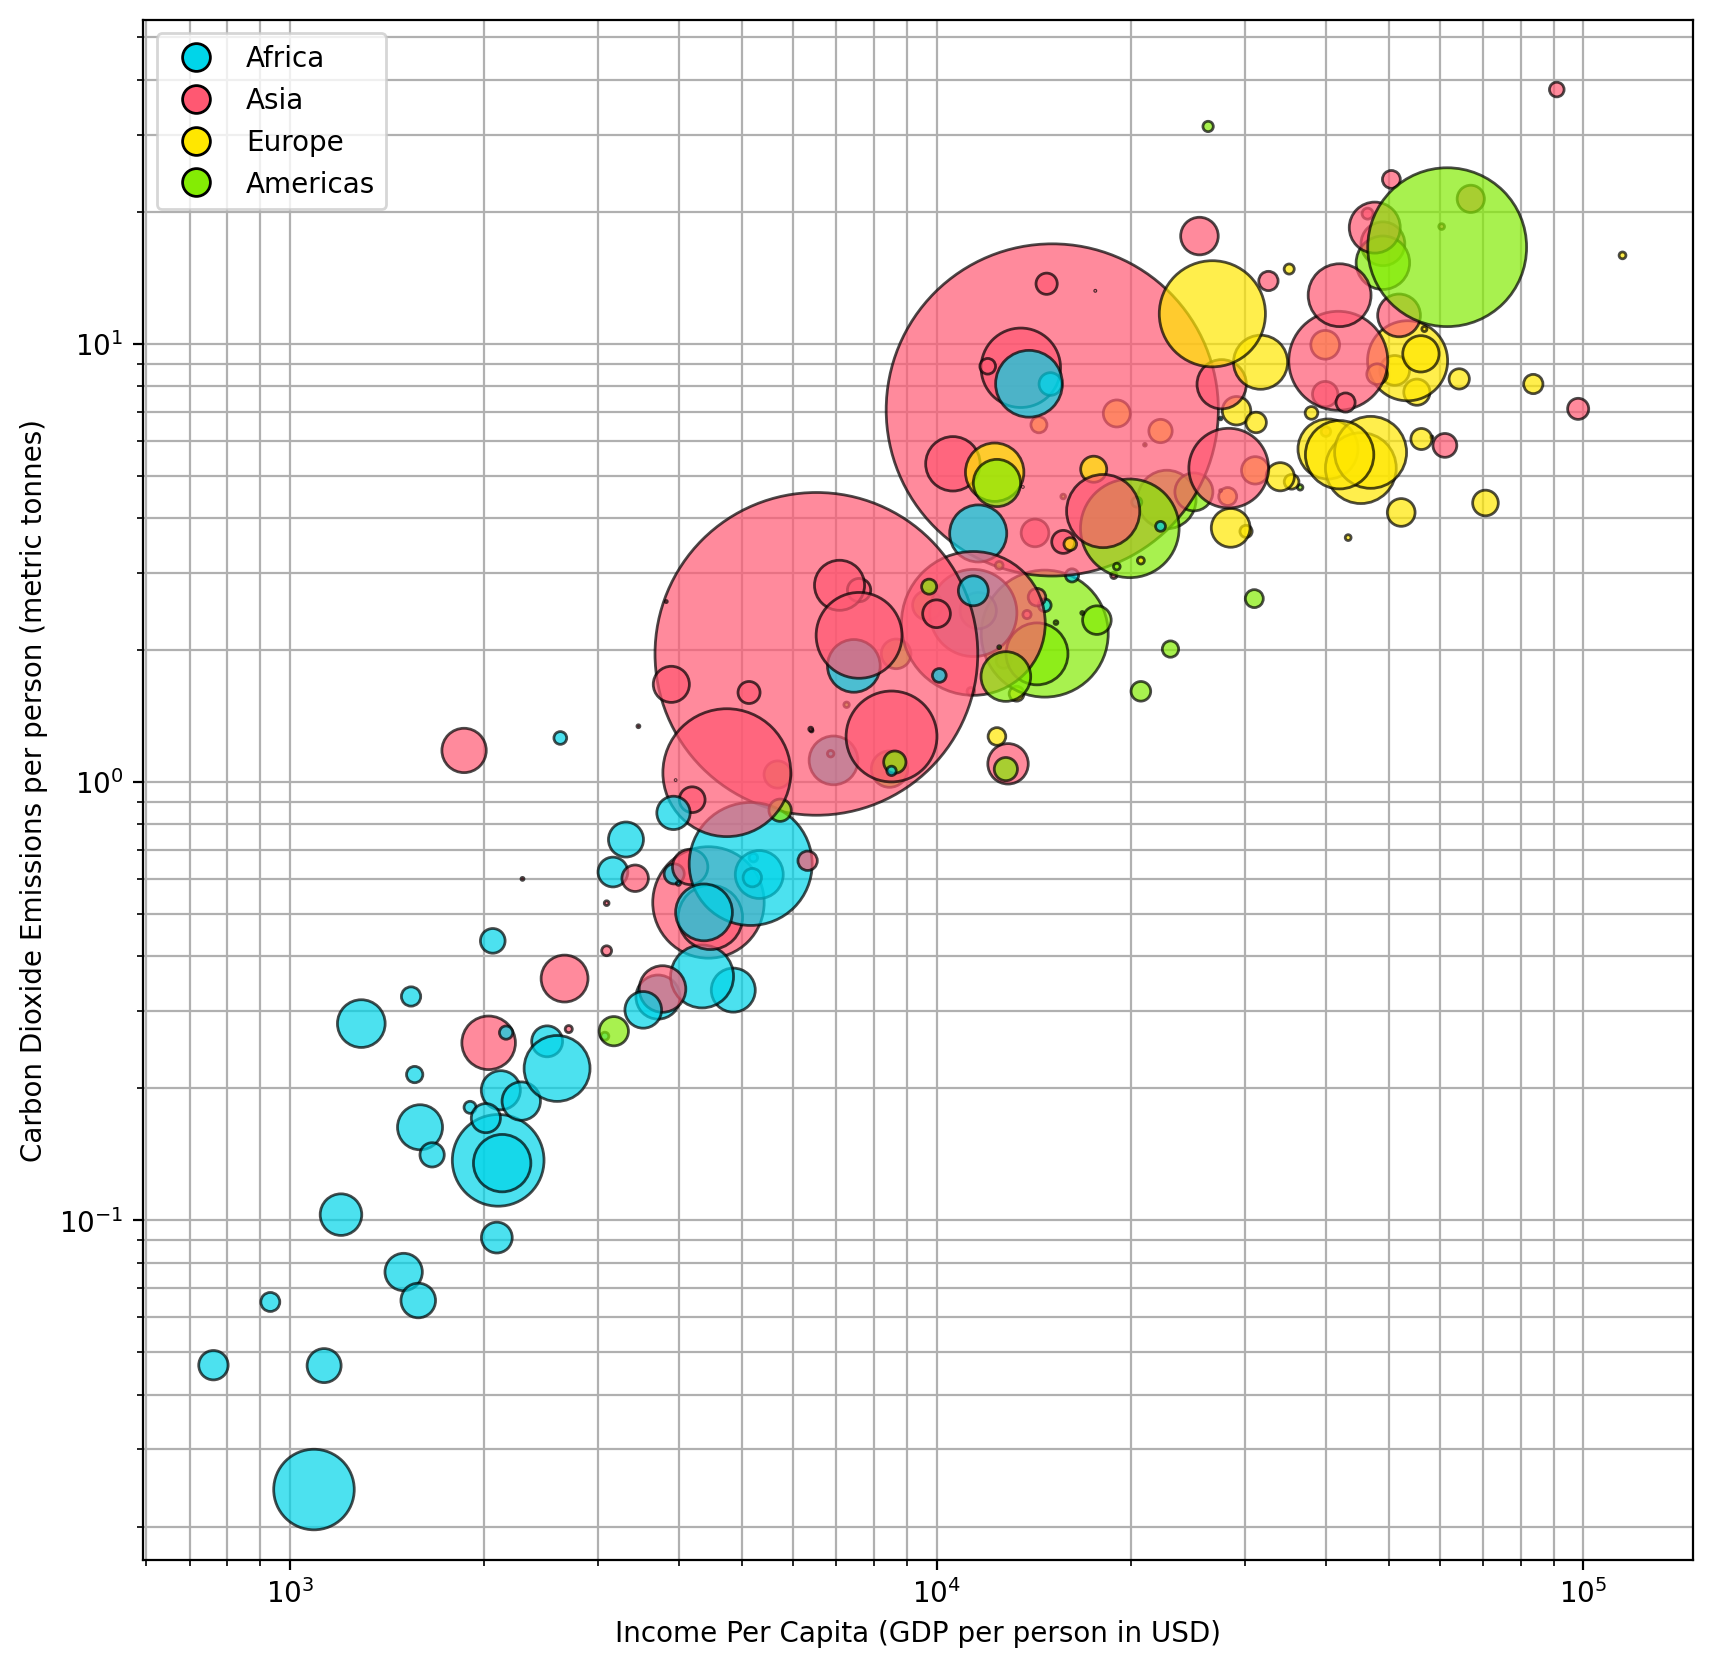 Africa
Asia
Europe
Americas
Carbon Dioxide Emissions per person (metric tonnes)
10¹
10⁰
10⁻¹
10³
10⁴
10⁵
Income Per Capita (GDP per person in USD)